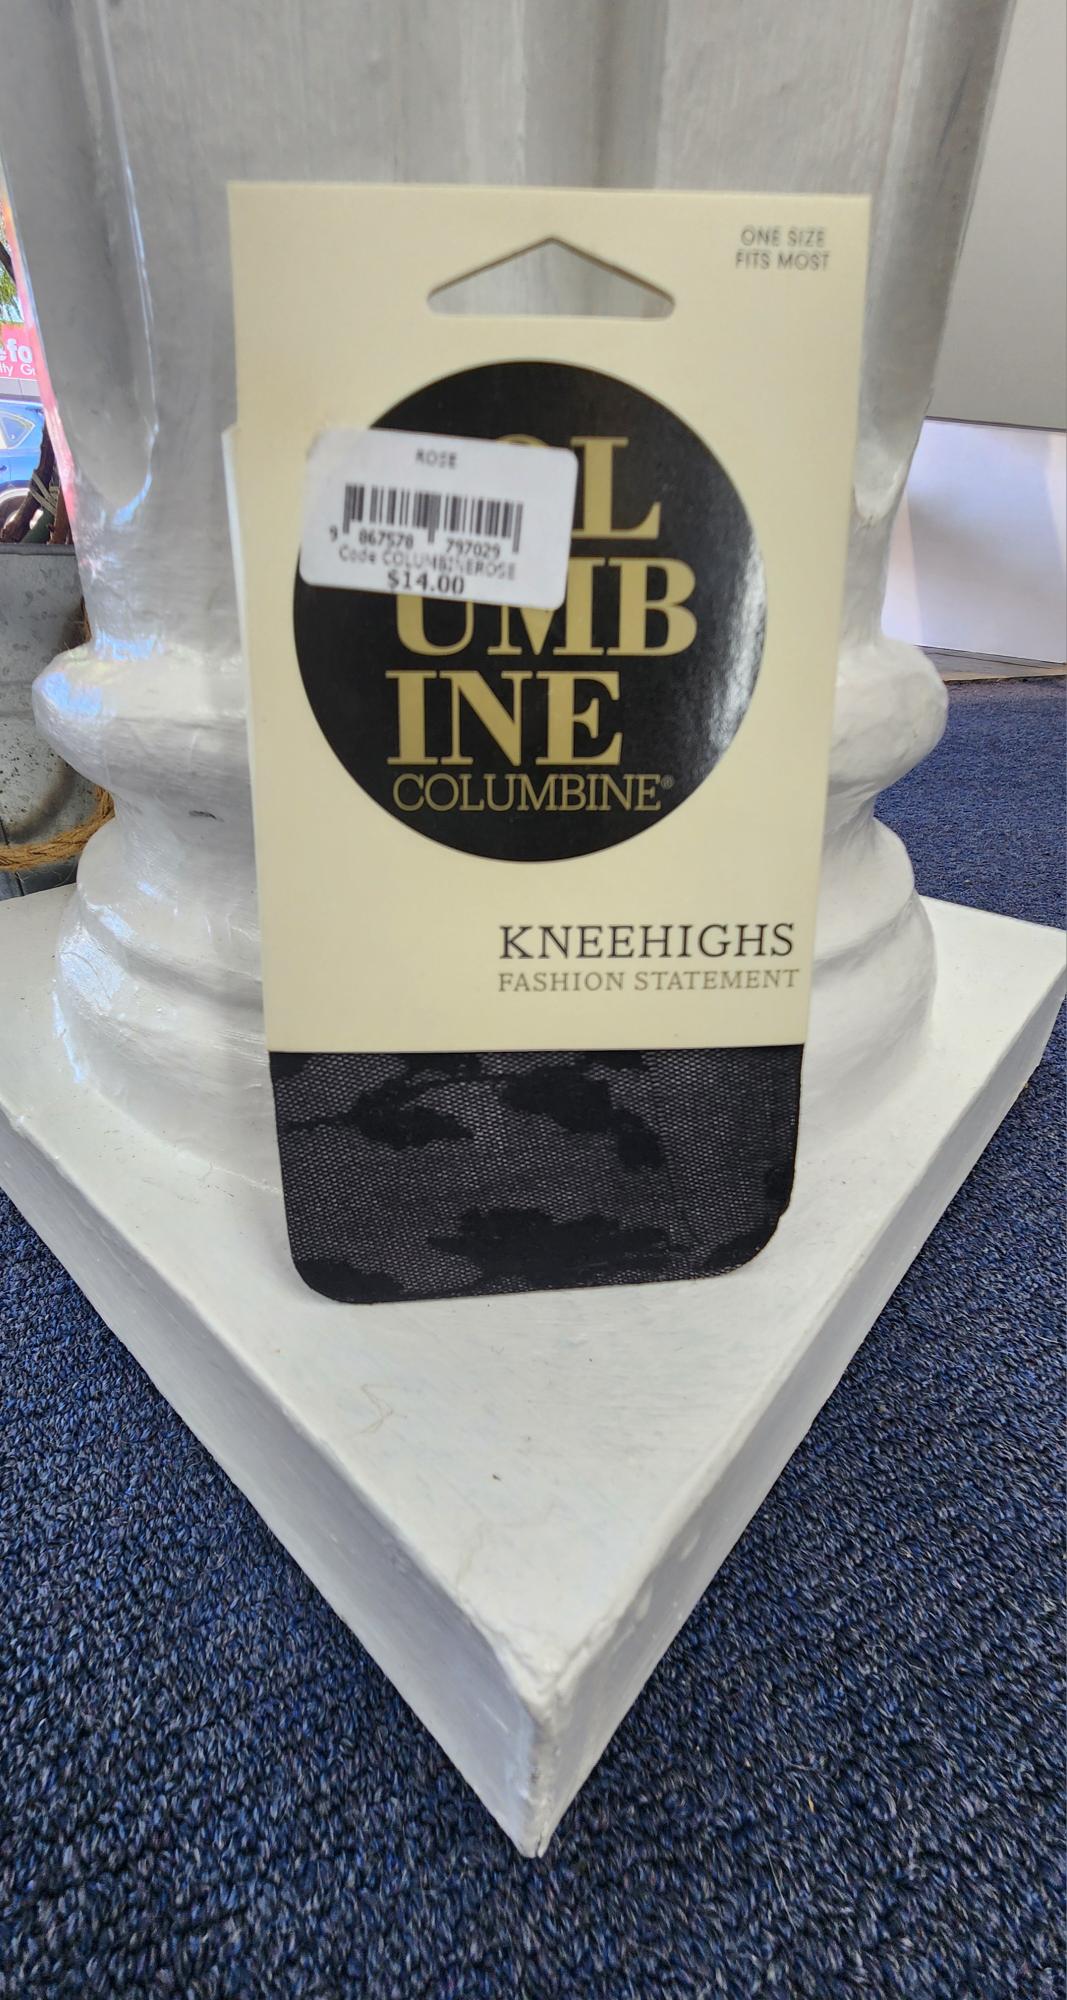 ONE SIZE
FITS MOST
OL
ROSE
9 867578 797029
Code COLUMBINEROSE
$14.00
UMB
INE
COLUMBINE®
KNEEHIGHS
FASHION STATEMENT